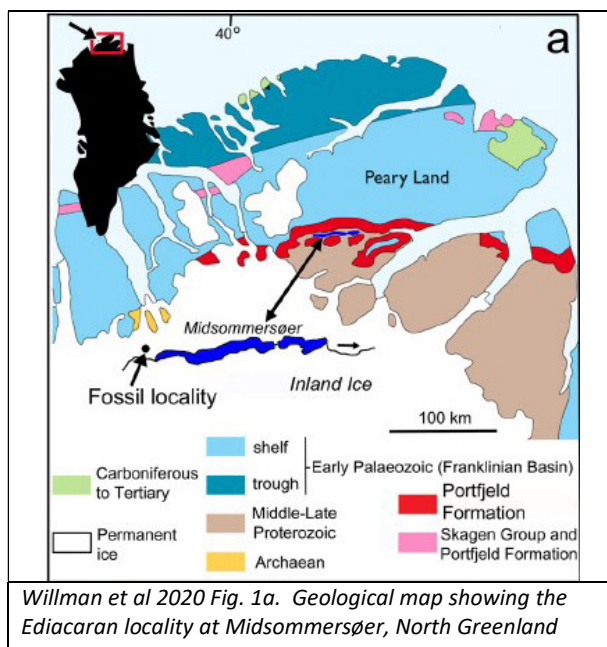 40°
a
Peary Land
Midsommersøer
Inland Ice
Fossil locality
100 km
shelf
Early Palaeozoic (Franklinian Basin)
trough
Carboniferous
to Tertiary
Middle-Late
Proterozoic
Portfjeld
Formation
Permanent
ice
Archaean
Skagen Group and
Portfjeld Formation
Willman et al 2020 Fig. 1a.  Geological map showing the
Ediacaran locality at Midsommersøer, North Greenland